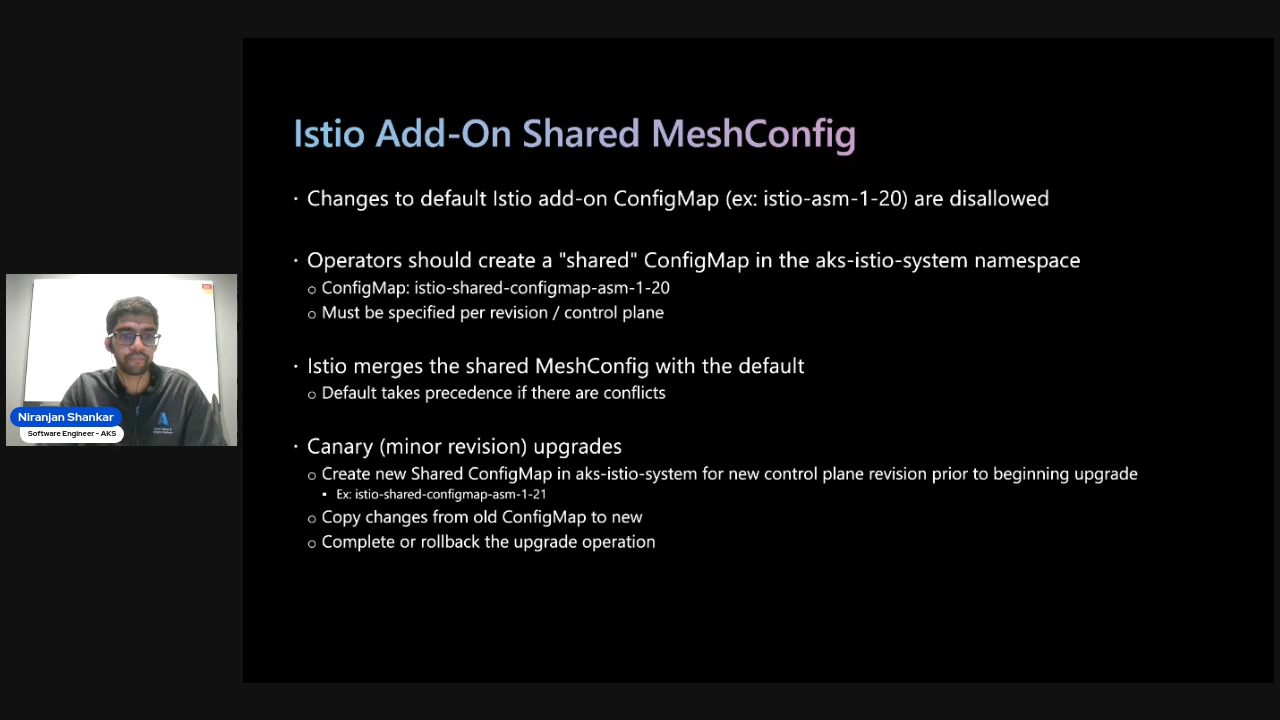 Istio Add-On Shared MeshConfig
· Changes to default Istio add-on ConfigMap (ex: istio-asm-1-20) are disallowed
· Operators should create a "shared" ConfigMap in the aks-istio-system namespace
o ConfigMap: istio-shared-configmap-asm-1-20
o Must be specified per revision / control plane
· Istio merges the shared MeshConfig with the default
o Default takes precedence if there are conflicts
· Canary (minor revision) upgrades
o Create new Shared ConfigMap in aks-istio-system for new control plane revision prior to beginning upgrade
▪ Ex: istio-shared-configmap-asm-1-21
o Copy changes from old ConfigMap to new
o Complete or rollback the upgrade operation
Niranjan Shankar
Software Engineer - AKS